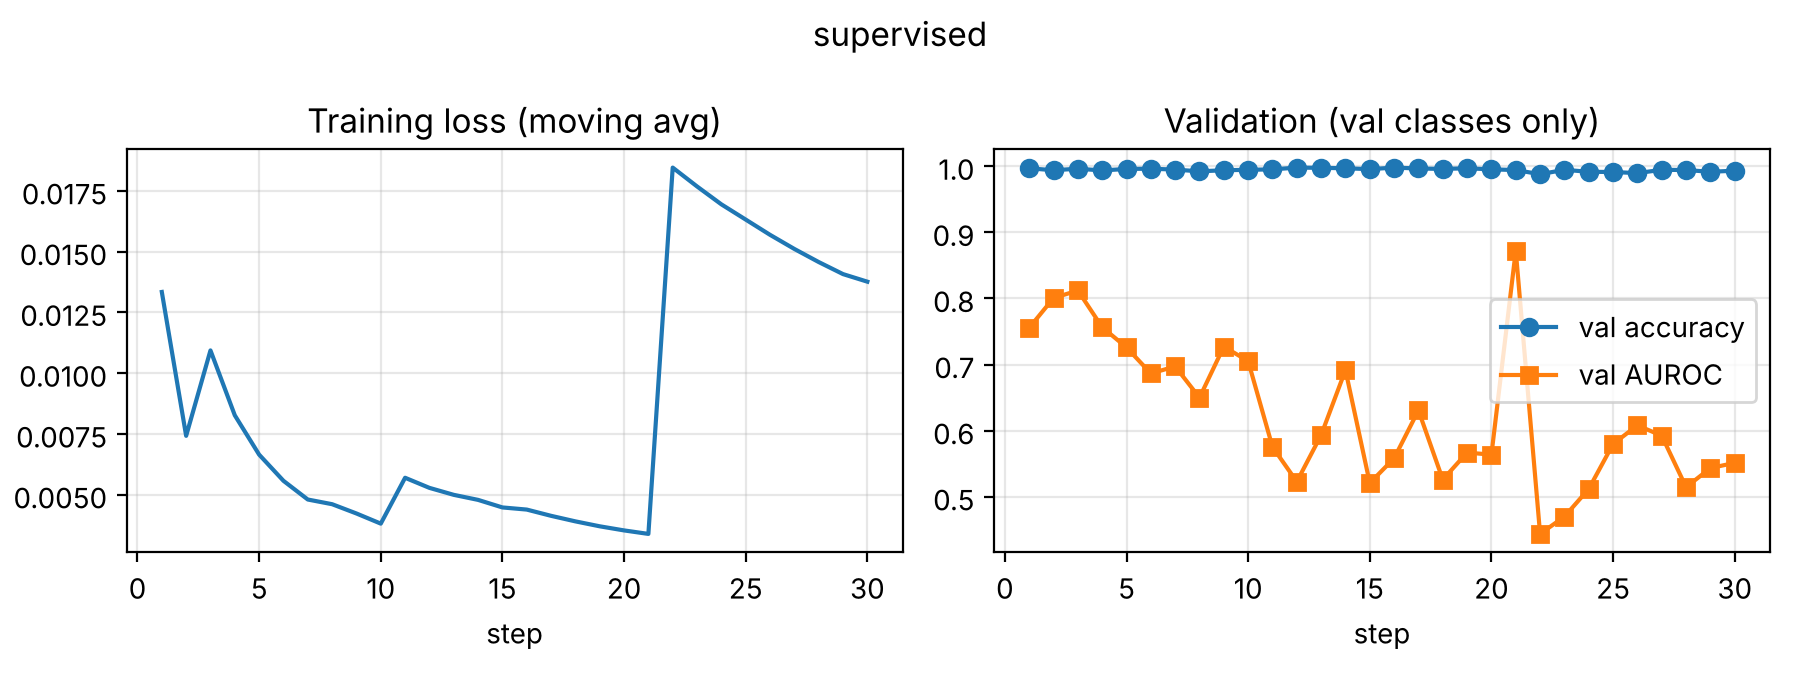 supervised
Training loss (moving avg)
0.0175
0.0150
0.0125
0.0100
0.0075
0.0050
0 5 10 15 20 25 30
step
Validation (val classes only)
1.0
0.9
0.8
0.7
0.6
0.5
val accuracy
val AUROC
0 5 10 15 20 25 30
step